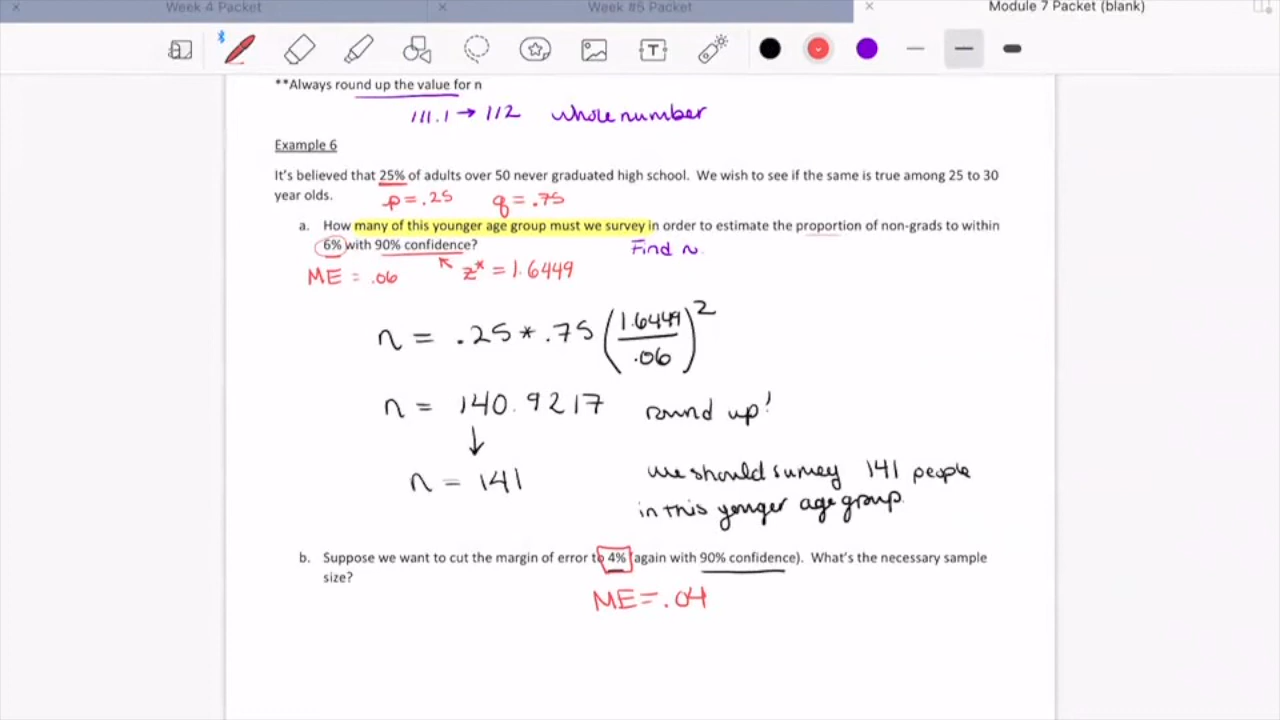 Week 4 Packet
Week #5 Packet
Module 7 Packet (blank)
**Always round up the value for n
111.1 → 112 whole number
Example 6
It's believed that 25% of adults over 50 never graduated high school. We wish to see if the same is true among 25 to 30
year olds.
p = .25 q = .75
a. How many of this younger age group must we survey in order to estimate the proportion of non-grads to within
6% with 90% confidence?
Find n.
ME = .06 z* = 1.6449
n = .25 * .75 (1.6449/.06)²
n = 140.9217 round up!
↓
n = 141
we should survey 141 people
in this younger age group.
b. Suppose we want to cut the margin of error to 4% (again with 90% confidence). What's the necessary sample
size?
ME = .04